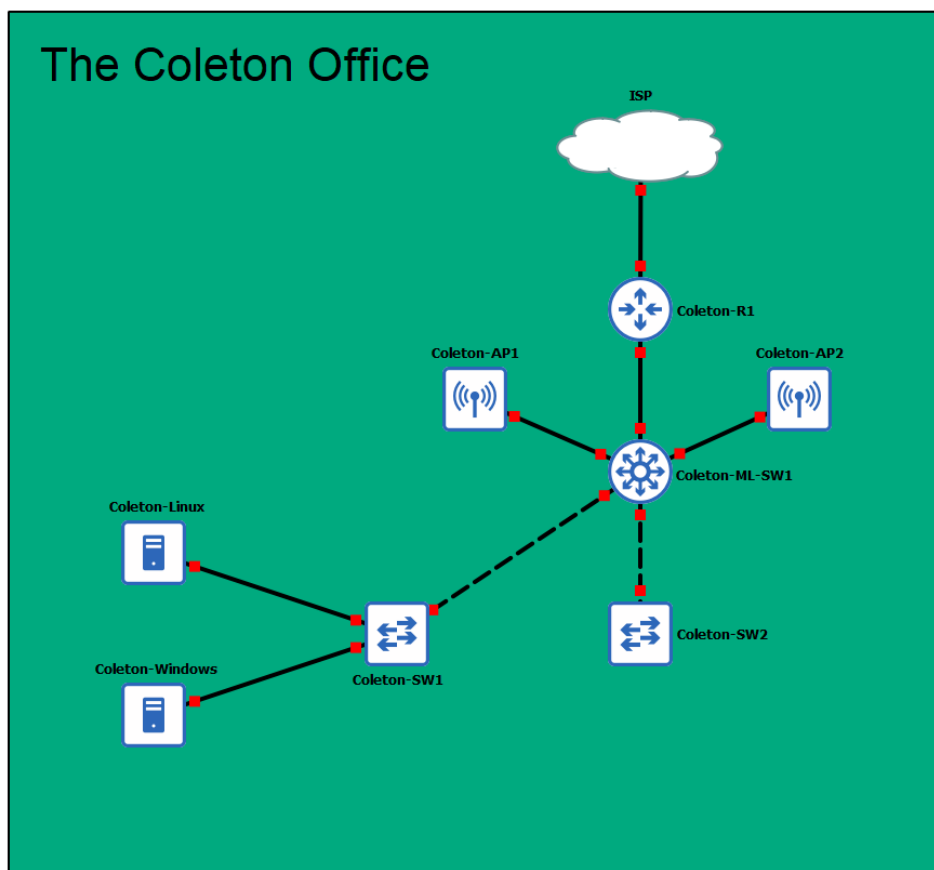 The Coleton Office
ISP
Coleton-R1
Coleton-AP1
Coleton-AP2
Coleton-ML-SW1
Coleton-Linux
Coleton-SW2
Coleton-Windows
Coleton-SW1